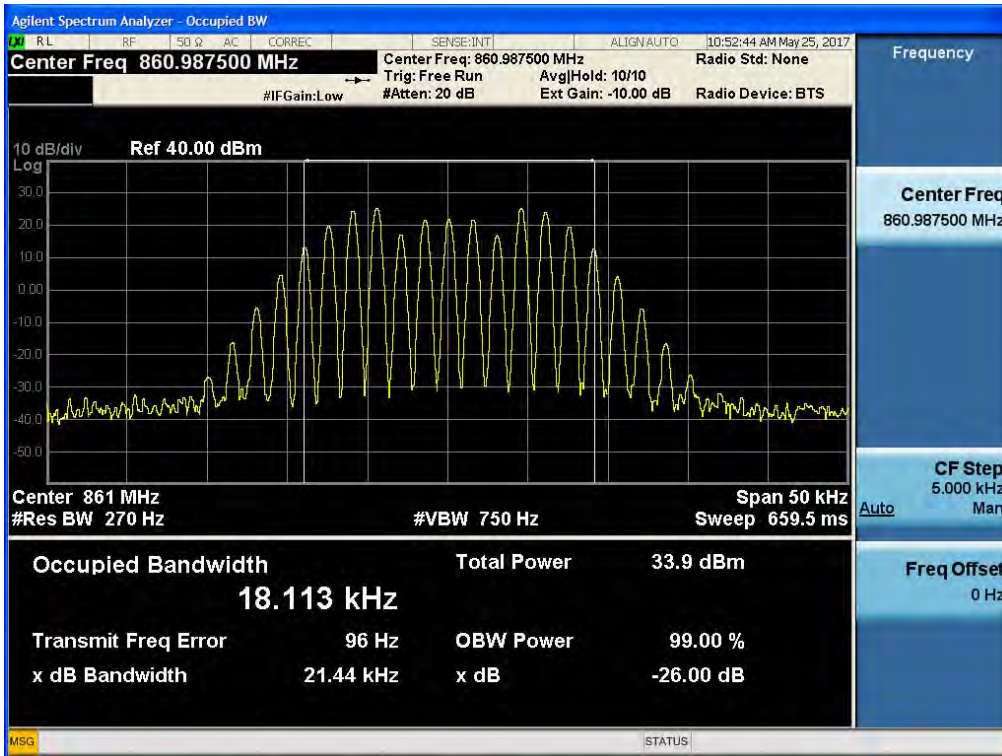 Agilent Spectrum Analyzer - Occupied BW
LXI RL RF 50 Ω AC CORREC SENSE:INT ALIGNAUTO 10:52:44 AM May 25, 2017
Center Freq 860.987500 MHz
Center Freq: 860.987500 MHz
Radio Std: None
Trig: Free Run Avg|Hold: 10/10
#IFGain:Low #Atten: 20 dB Ext Gain: -10.00 dB Radio Device: BTS
10 dB/div Ref 40.00 dBm
Log
30.0
20.0
10.0
0.00
-10.0
-20.0
-30.0
-40.0
-50.0
Center 861 MHz Span 50 kHz
#Res BW 270 Hz #VBW 750 Hz Sweep 659.5 ms
Occupied Bandwidth Total Power 33.9 dBm
18.113 kHz
Transmit Freq Error 96 Hz OBW Power 99.00 %
x dB Bandwidth 21.44 kHz x dB -26.00 dB
MSG STATUS
Frequency
Center Freq
860.987500 MHz
CF Step
5.000 kHz
Auto Man
Freq Offset
0 Hz